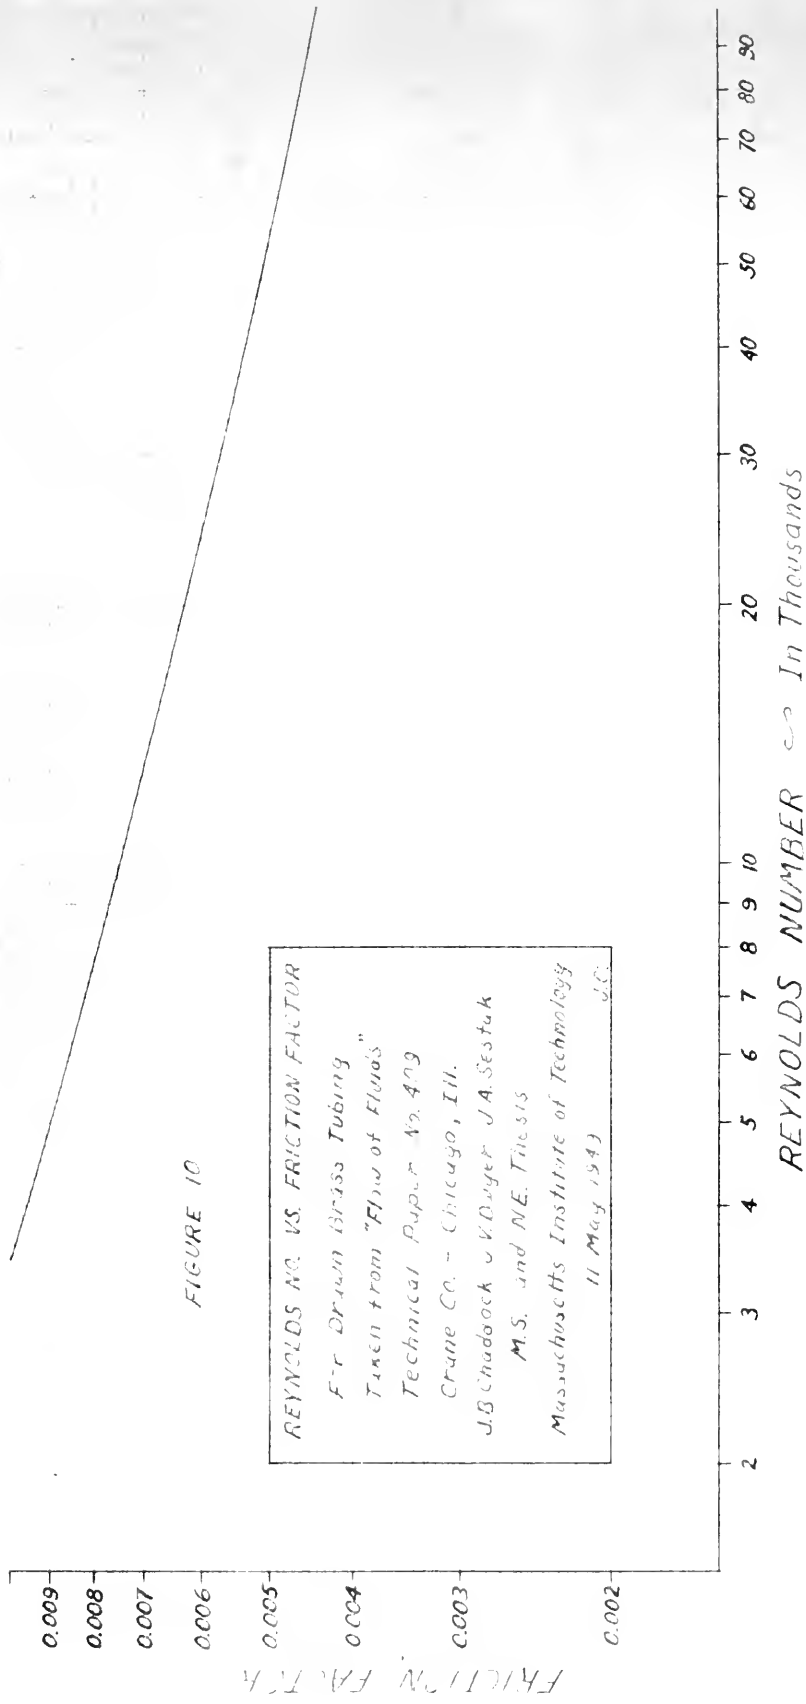 FIGURE 10
REYNOLDS NO. VS. FRICTION FACTOR
For Drawn Brass Tubing
Taken from "Flow of Fluids"
Technical Paper No. 409
Crane Co. - Chicago, Ill.
J.B Chaddock J V. Dwyer J.A. Sestak
M.S. and N.E. Thesis
Massachusetts Institute of Technology
11 May 1949 J.C.
FRICTION FACTOR
0.009
0.008
0.007
0.006
0.005
0.004
0.003
0.002
2 3 4 5 6 7 8 9 10 20 30 40 50 60 70 80 90
REYNOLDS NUMBER ~ In Thousands